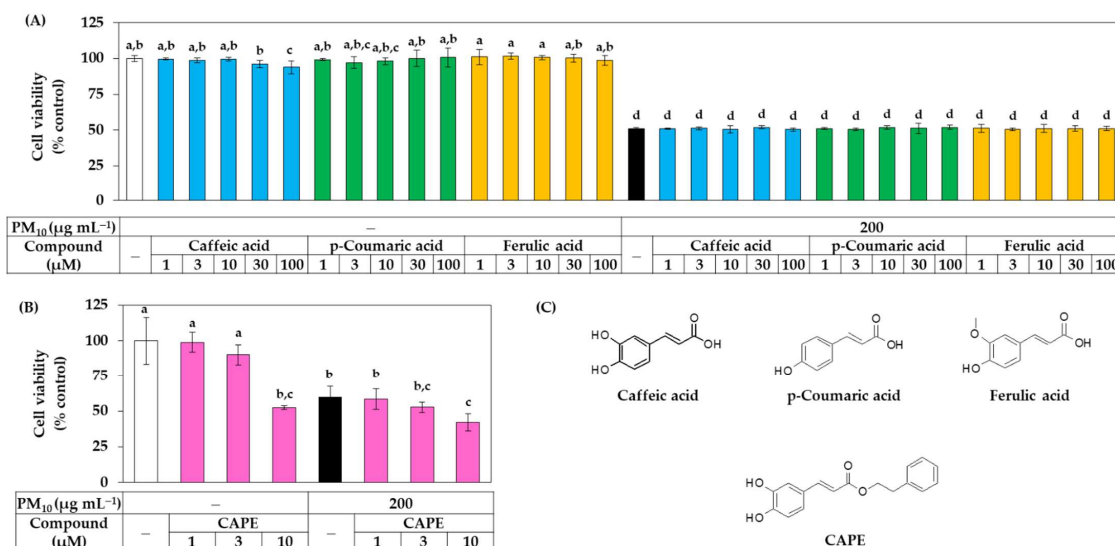 (A)
125
100
75
50
25
0
Cell viability
(% control)
a,b a,b a,b a,b b c a,b a,b,c a,b,c a,b a,b a a a a,b a,b d d d d d d d d d d d d d d d d
PM10 (μg mL−1) – 200
Compound
(μM)
– Caffeic acid p-Coumaric acid Ferulic acid – Caffeic acid p-Coumaric acid Ferulic acid
1 3 10 30 100 1 3 10 30 100 1 3 10 30 100 1 3 10 30 100 1 3 10 30 100 1 3 10 30 100
(B)
125
100
75
50
25
0
Cell viability
(% control)
a a a b,c b b b,c c
PM10 (μg mL−1) – 200
Compound
(μM)
– CAPE – CAPE
1 3 10 1 3 10
(C)
HO
HO
O
OH
Caffeic acid
HO
O
OH
p-Coumaric acid
O
HO
O
OH
Ferulic acid
HO
HO
O
O
CAPE